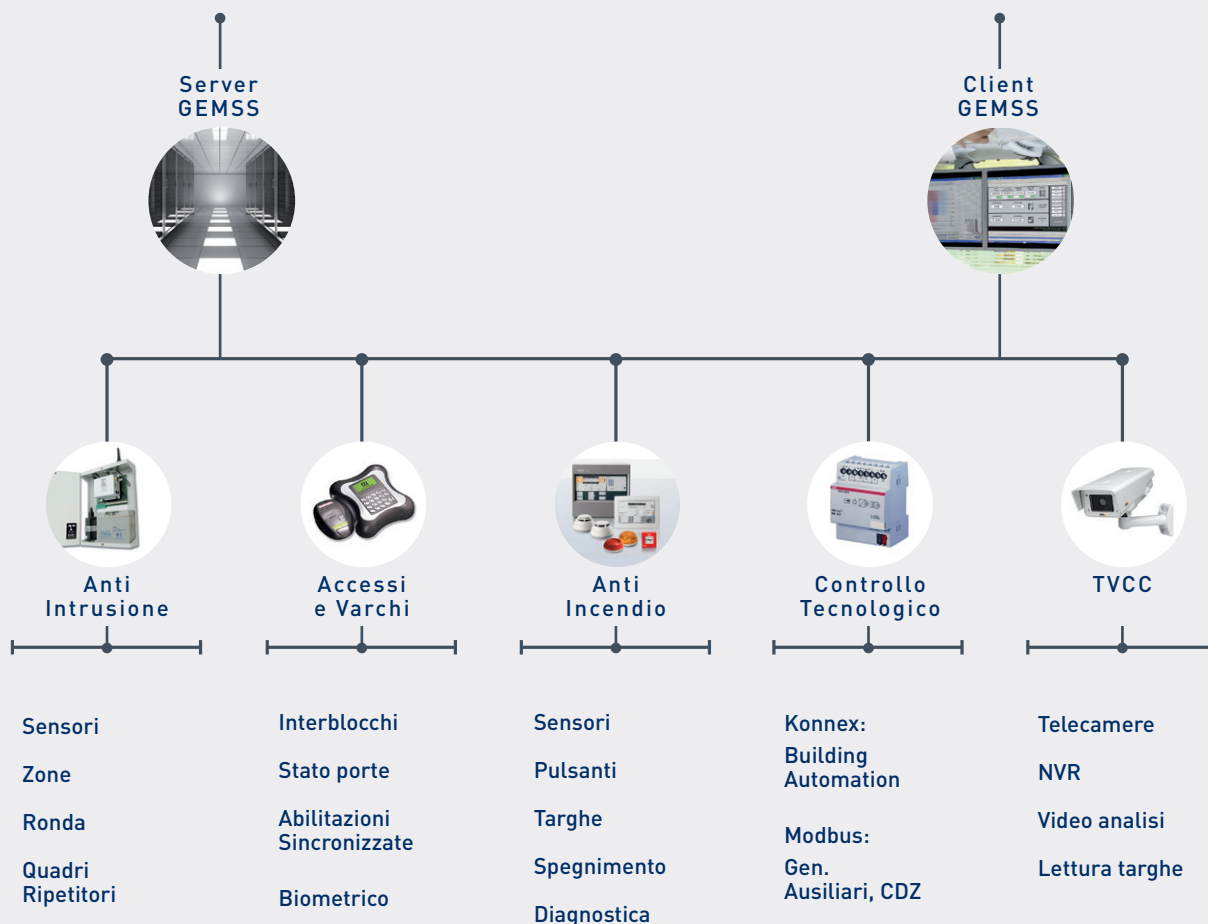 Server
GEMSS
Client
GEMSS
Anti
Intrusione
Accessi
e Varchi
Anti
Incendio
Controllo
Tecnologico
TVCC
Sensori
Zone
Ronda
Quadri
Ripetitori
Interblocchi
Stato porte
Abilitazioni
Sincronizzate
Biometrico
Sensori
Pulsanti
Targhe
Spegnimento
Diagnostica
Konnex:
Building
Automation
Modbus:
Gen.
Ausiliari, CDZ
Telecamere
NVR
Video analisi
Lettura targhe